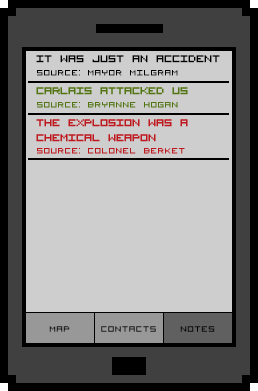 IT WAS JUST AN ACCIDENT
SOURCE: MAYOR MILGRAM
CARLAIS ATTACKED US
SOURCE: BRYANNE HOGAN
THE EXPLOSION WAS A
CHEMICAL WEAPON
SOURCE: COLONEL BERKET
MAP CONTACTS NOTES